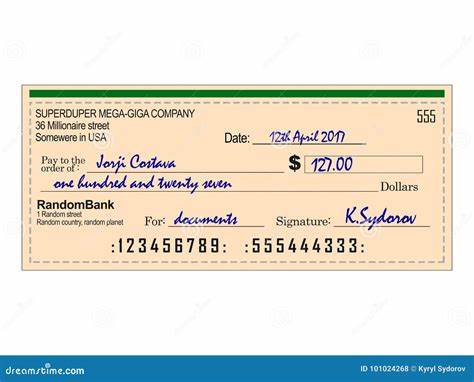 SUPERDUPER MEGA-GIGA COMPANY
36 Millionaire street
Somewere in USA
555
Date: 12th April 2017
Pay to the
order of: Jorji Costava $ 127.00
one hundred and twenty seven Dollars
RandomBank
1 Random street
Random country, random planet
For: documents Signature: K.Sydorov
:123456789: :555444333:
dreamstime.com
ID 101024268 © Kyryl Sydorov